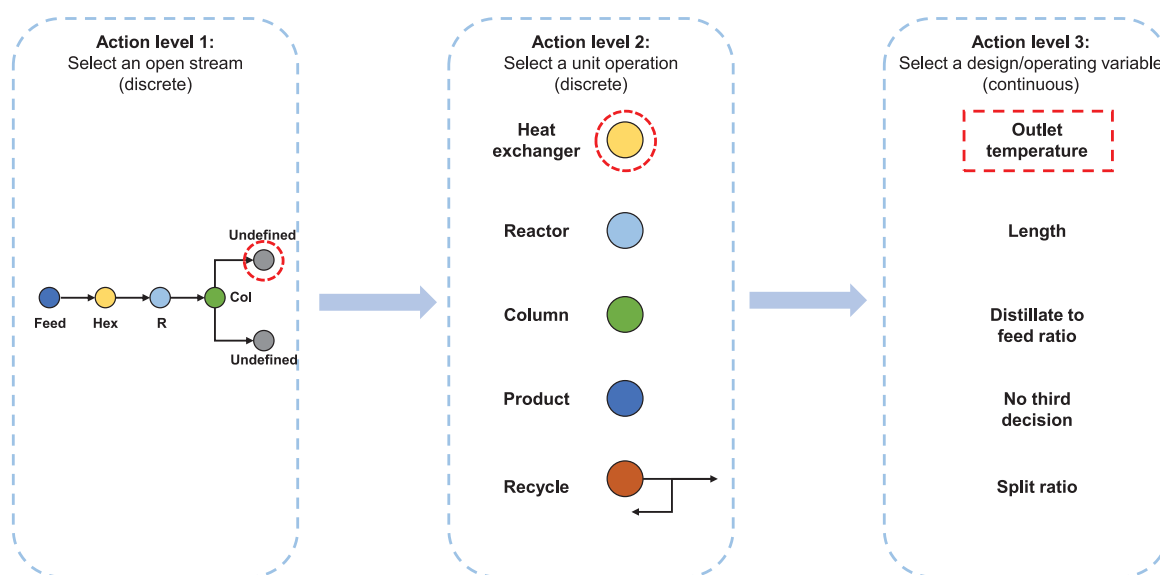 Action level 1:
Select an open stream
(discrete)
Undefined
Feed
Hex
R
Col
Undefined
Action level 2:
Select a unit operation
(discrete)
Heat
exchanger
Reactor
Column
Product
Recycle
Action level 3:
Select a design/operating variable
(continuous)
Outlet
temperature
Length
Distillate to
feed ratio
No third
decision
Split ratio